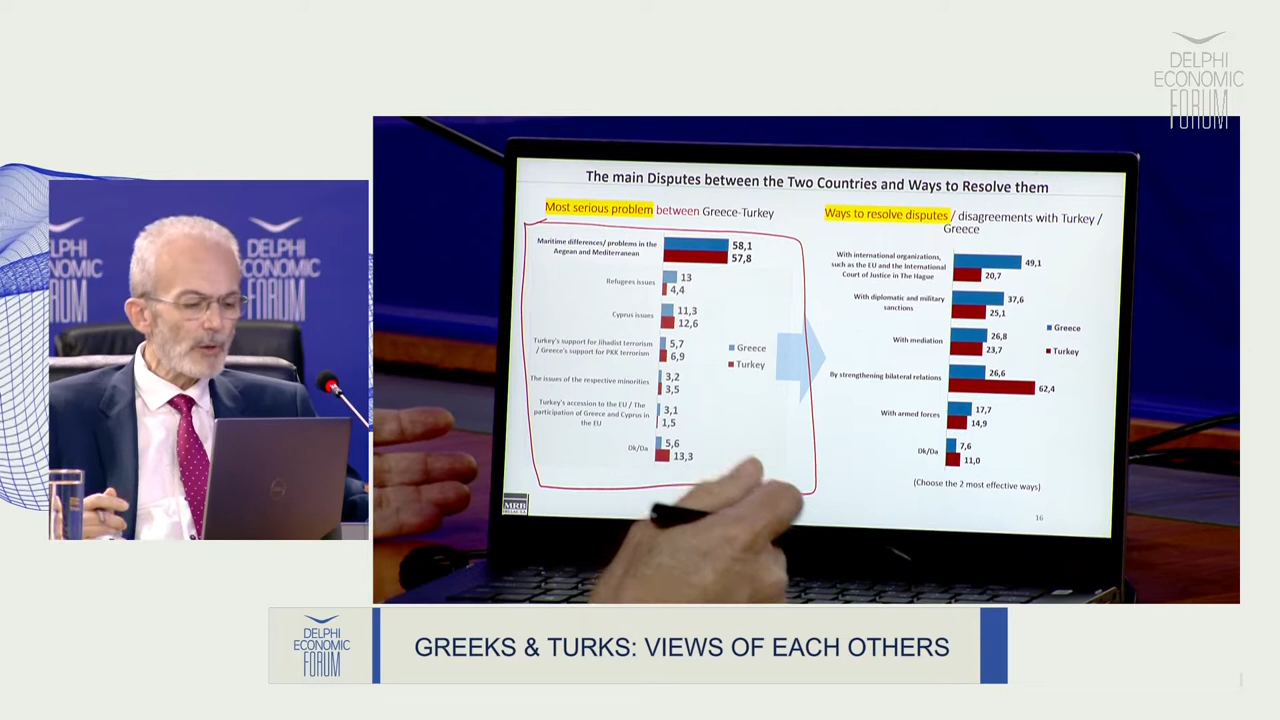 DELPHI
ECONOMIC
FORUM
LPHI
NOMIC
RUM
DELPHI
ECONOMIC
FORUM
DELL
The main Disputes between the Two Countries and Ways to Resolve them
Most serious problem between Greece-Turkey
Maritime differences/ problems in the
Aegean and Mediterranean
58,1
57,8
Refugees issues
13
4,4
Cyprus issues
11,3
12,6
Turkey's support for Jihadist terrorism
/ Greece's support for PKK terrorism
5,7
6,9
The issues of the respective minorities
3,2
3,5
Turkey's accession to the EU / The
participation of Greece and Cyprus in
the EU
3,1
1,5
Dk/Da
5,6
13,3
Greece
Turkey
MRB
Ways to resolve disputes / disagreements with Turkey /
Greece
With international organizations,
such as the EU and the International
Court of Justice in The Hague
49,1
20,7
With diplomatic and military
sanctions
37,6
25,1
With mediation
26,8
23,7
By strengthening bilateral relations
26,6
62,4
With armed forces
17,7
14,9
Dk/Da
7,6
11,0
Greece
Turkey
(Choose the 2 most effective ways)
16
DELPHI
ECONOMIC
FORUM
GREEKS & TURKS: VIEWS OF EACH OTHERS